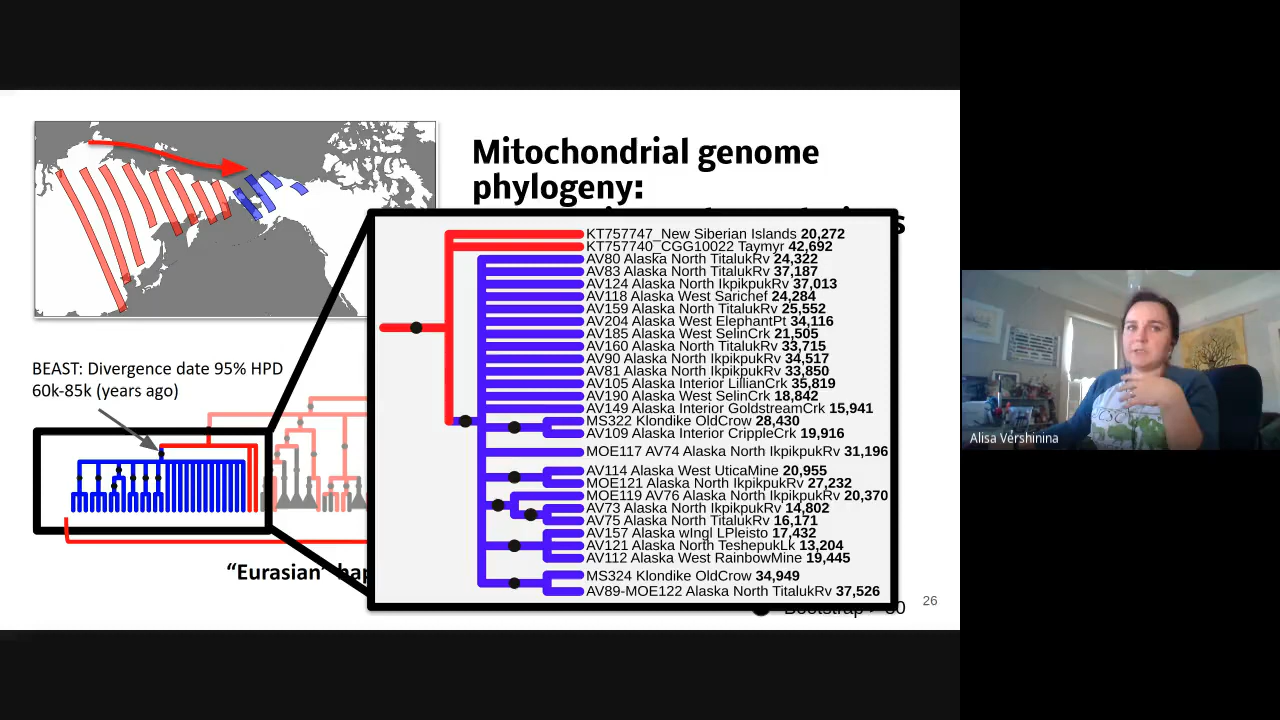 Mitochondrial genome
phylogeny:
KT757747_New Siberian Islands 20,272
KT757740_CGG10022 Taymyr 42,692
AV80 Alaska North TitalukRv 24,322
AV83 Alaska North TitalukRv 37,187
AV124 Alaska North IkpikpukRv 37,013
AV118 Alaska West Sarichef 24,284
AV159 Alaska North TitalukRv 25,552
AV204 Alaska West ElephantPt 34,116
AV185 Alaska West SelinCrk 21,505
AV160 Alaska North TitalukRv 33,715
AV90 Alaska North IkpikpukRv 34,517
AV81 Alaska North IkpikpukRv 33,850
AV105 Alaska Interior LillianCrk 35,819
AV190 Alaska West SelinCrk 18,842
AV149 Alaska Interior GoldstreamCrk 15,941
MS322 Klondike OldCrow 28,430
AV109 Alaska Interior CrippleCrk 19,916
MOE117 AV74 Alaska North IkpikpukRv 31,196
AV114 Alaska West UticaMine 20,955
MOE121 Alaska North IkpikpukRv 27,232
MOE119 AV76 Alaska North IkpikpukRv 20,370
AV73 Alaska North IkpikpukRv 14,802
AV75 Alaska North TitalukRv 16,171
AV157 Alaska wIngl LPleisto 17,432
AV121 Alaska North TeshepukLk 13,204
AV112 Alaska West RainbowMine 19,445
MS324 Klondike OldCrow 34,949
AV89-MOE122 Alaska North TitalukRv 37,526
BEAST: Divergence date 95% HPD
60k-85k (years ago)
"Eurasian" hap
26
Alisa Vershinina